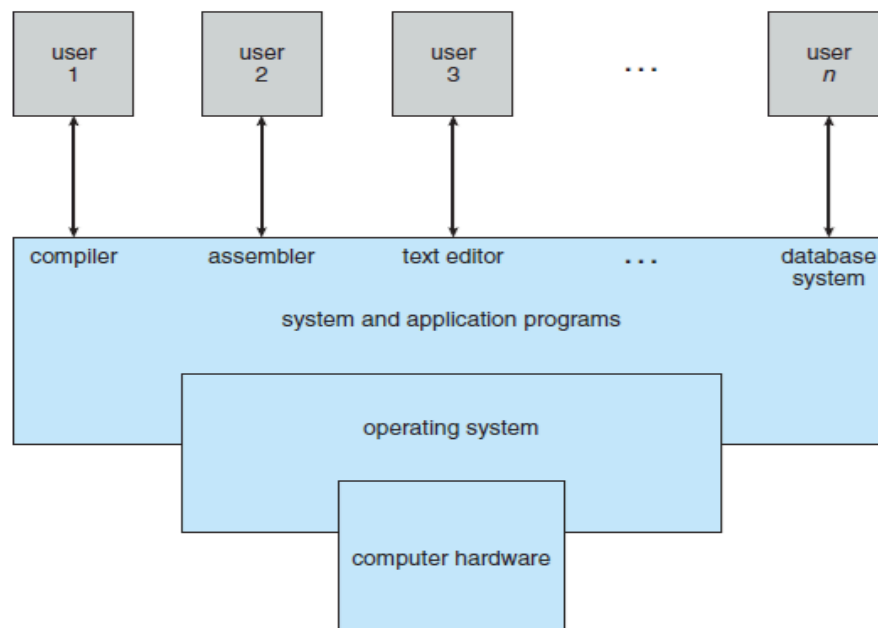 user
1
user
2
user
3
...
user
n
compiler
assembler
text editor
...
database
system
system and application programs
operating system
computer hardware